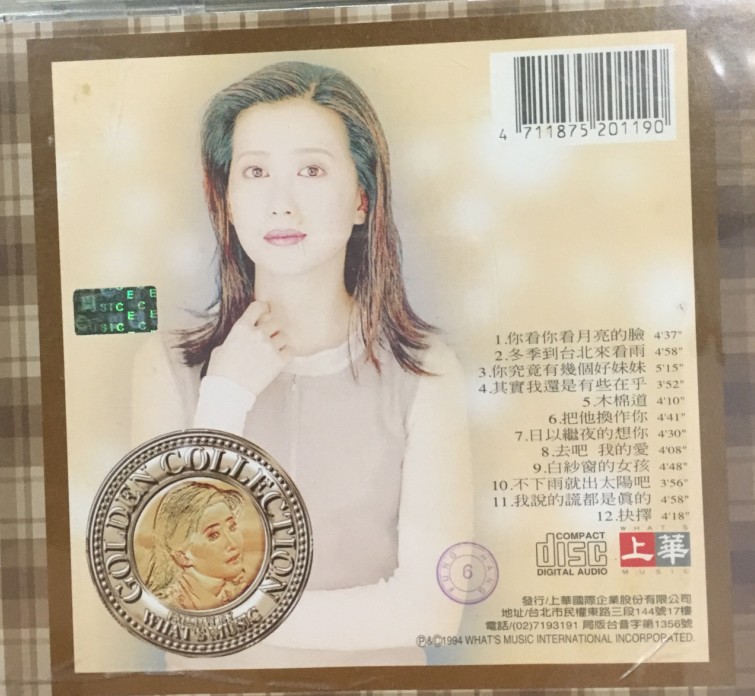 4 711875 201190
1.你看你看月亮的臉 4'37"
2.冬季到台北來看雨 4'58"
3.你究竟有幾個好妹妹 5'15"
4.其實我還是有些在乎 3'52"
5.木棉道 4'10"
6.把他換作你 4'41"
7.日以繼夜的想你 4'30"
8.去吧 我的愛 4'08"
9.白紗窗的女孩 4'48"
10.不下雨就出太陽吧 3'56"
11.我說的謊都是眞的 4'58"
12.抉擇 4'18"
GOLDEN COLLECTION
WHAT'S MUSIC
6
COMPACT
disc
DIGITAL AUDIO
WHAT'S
上華
MUSIC
發行/上華國際企業股份有限公司
地址/台北市民權東路三段144號17樓
電話/(02)7193191 局版台音字第1356號
Ⓟ&©1994 WHAT'S MUSIC INTERNATIONAL INCORPORATED.